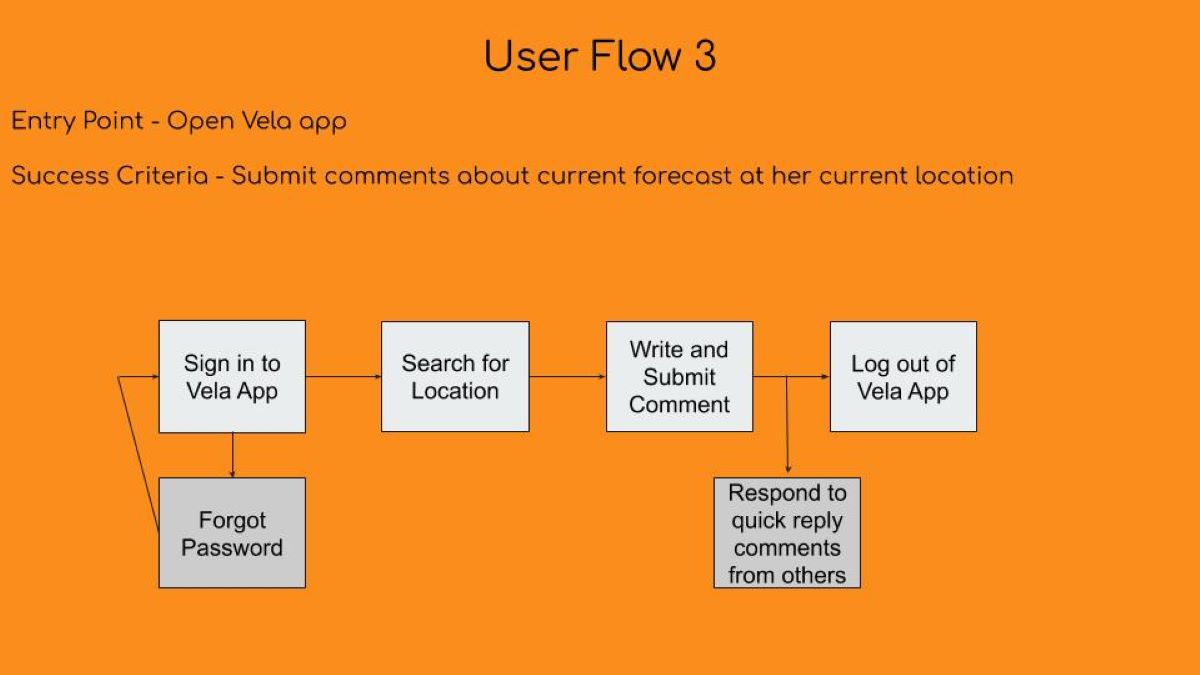 User Flow 3
Entry Point - Open Vela app
Success Criteria - Submit comments about current forecast at her current location
Sign in to
Vela App
Search for
Location
Write and
Submit
Comment
Log out of
Vela App
Forgot
Password
Respond to
quick reply
comments
from others